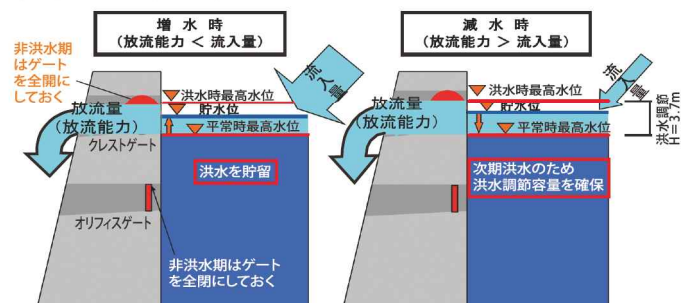 増水時
(放流能力 < 流入量)
非洪水期
はゲート
を全開に
しておく
洪水時最高水位
貯水位
平常時最高水位
流入量
放流量
(放流能力)
クレストゲート
洪水を貯留
オリフィスゲート
非洪水期はゲート
を全閉にしておく
減水時
(放流能力 > 流入量)
洪水時最高水位
貯水位
平常時最高水位
流入量
放流量
(放流能力)
次期洪水のため
洪水調節容量を確保
洪水調節
H=3.7m